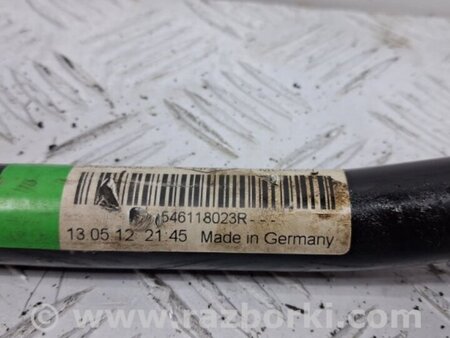 546118023R - - -
13 05 12 21:45 Made in Germany
www.razborki.com